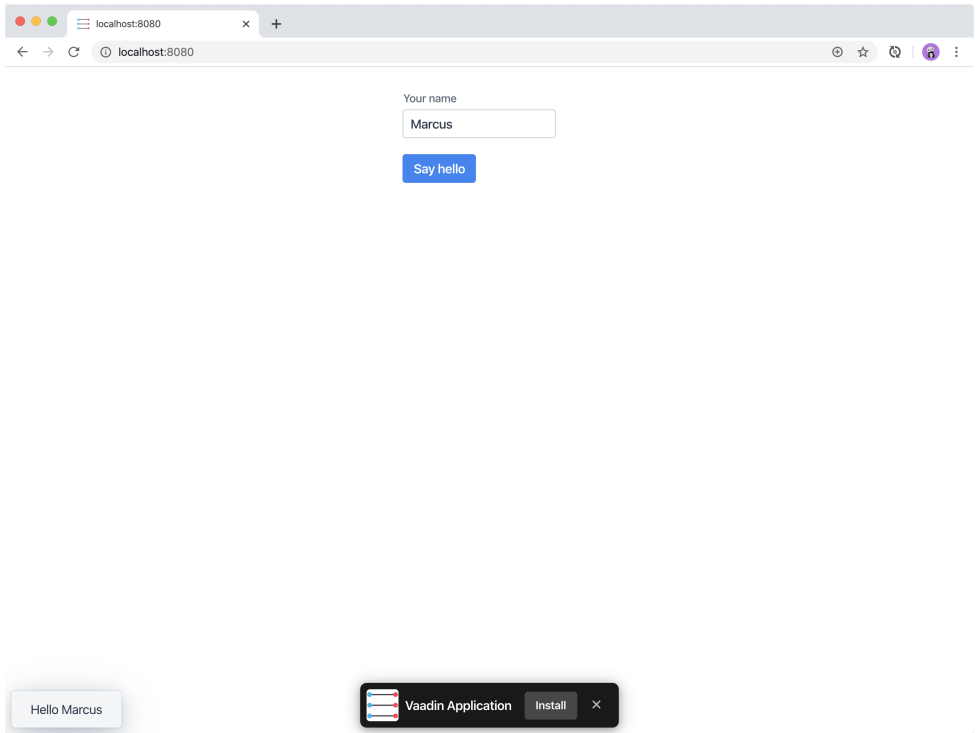 localhost:8080
localhost:8080
Your name
Marcus
Say hello
Hello Marcus
Vaadin Application
Install